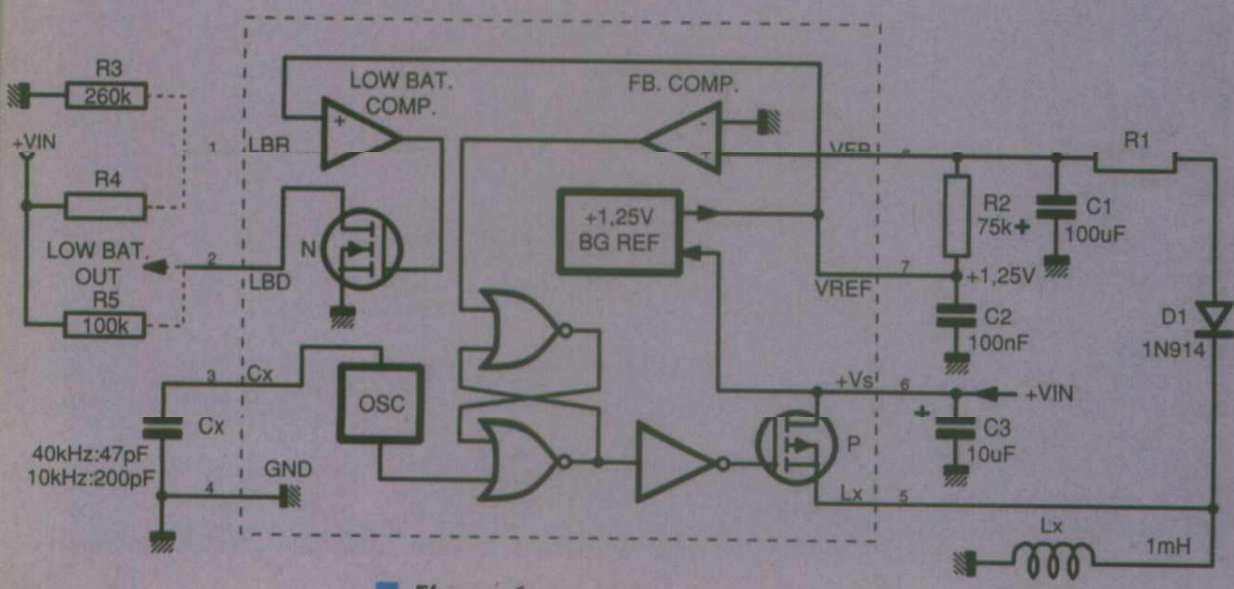 R3
260k
+VIN
R4
LOW BAT.
OUT
R5
100k
1
LBR
2
LBD
3
Cx
Cx
40kHz:47pF
10kHz:200pF
4
GND
LOW BAT.
COMP.
+
N
OSC
FB. COMP.
-
+
+1,25V
BG REF
VFB
7
VREF
+Vs
6
+VIN
P
Lx
5
R1
R2
75k
+
C1
100uF
+1,25V
C2
100nF
+
C3
10uF
D1
1N914
Lx
1mH